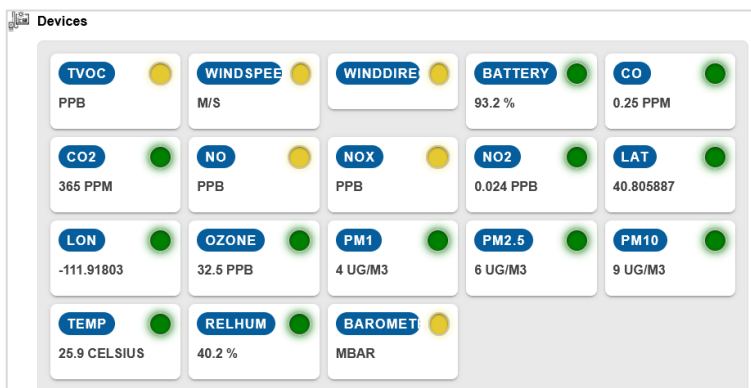 Devices
TVOC
PPB
WINDSPEE
M/S
WINDDIRE
BATTERY
93.2 %
CO
0.25 PPM
CO2
365 PPM
NO
PPB
NOX
PPB
NO2
0.024 PPB
LAT
40.805887
LON
-111.91803
OZONE
32.5 PPB
PM1
4 UG/M3
PM2.5
6 UG/M3
PM10
9 UG/M3
TEMP
25.9 CELSIUS
RELHUM
40.2 %
BAROMET
MBAR